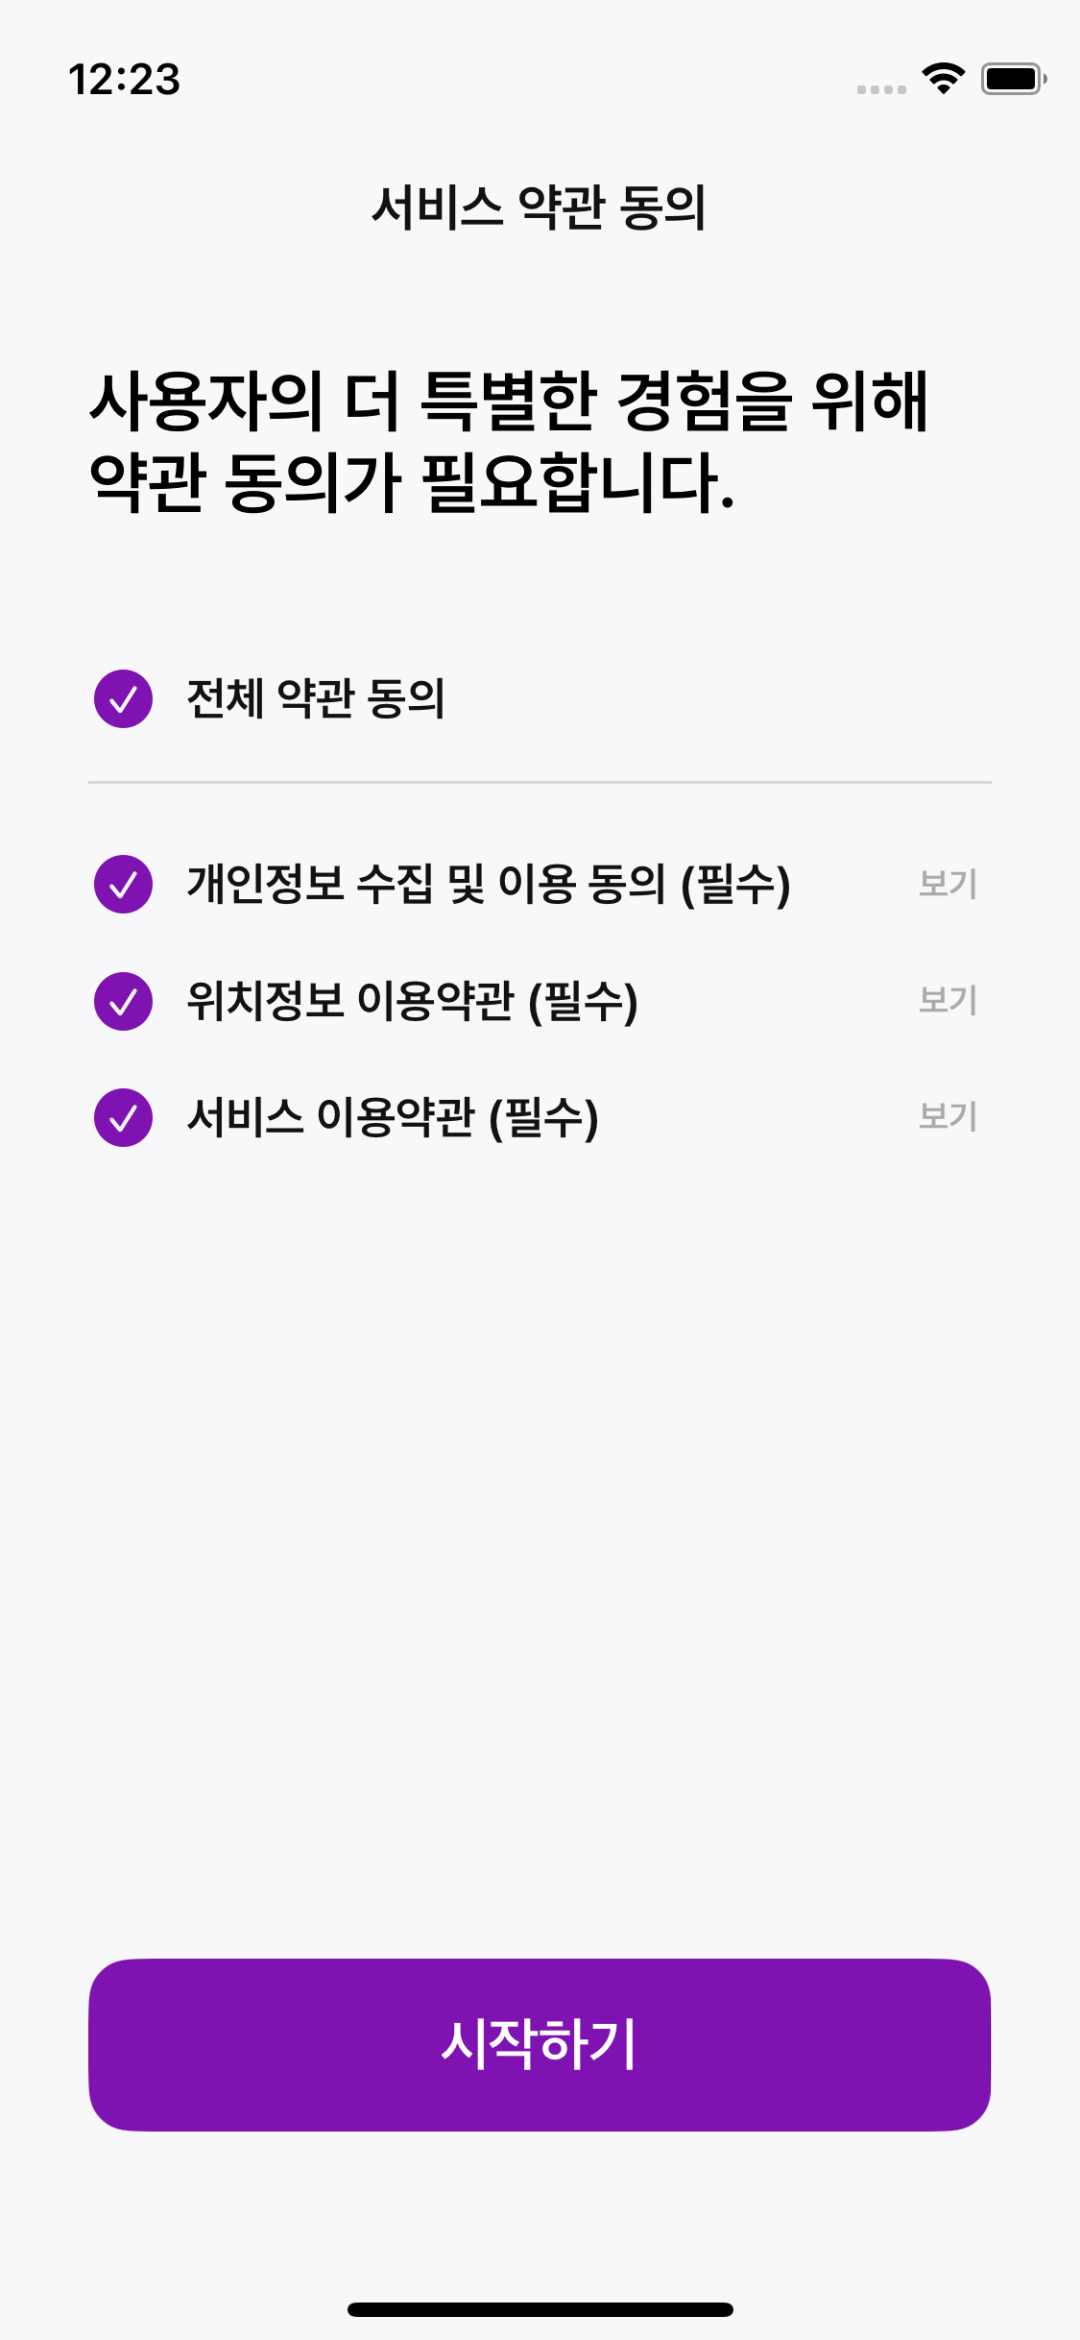 12:23
서비스 약관 동의
사용자의 더 특별한 경험을 위해
약관 동의가 필요합니다.
전체 약관 동의
개인정보 수집 및 이용 동의 (필수) 보기
위치정보 이용약관 (필수) 보기
서비스 이용약관 (필수) 보기
시작하기